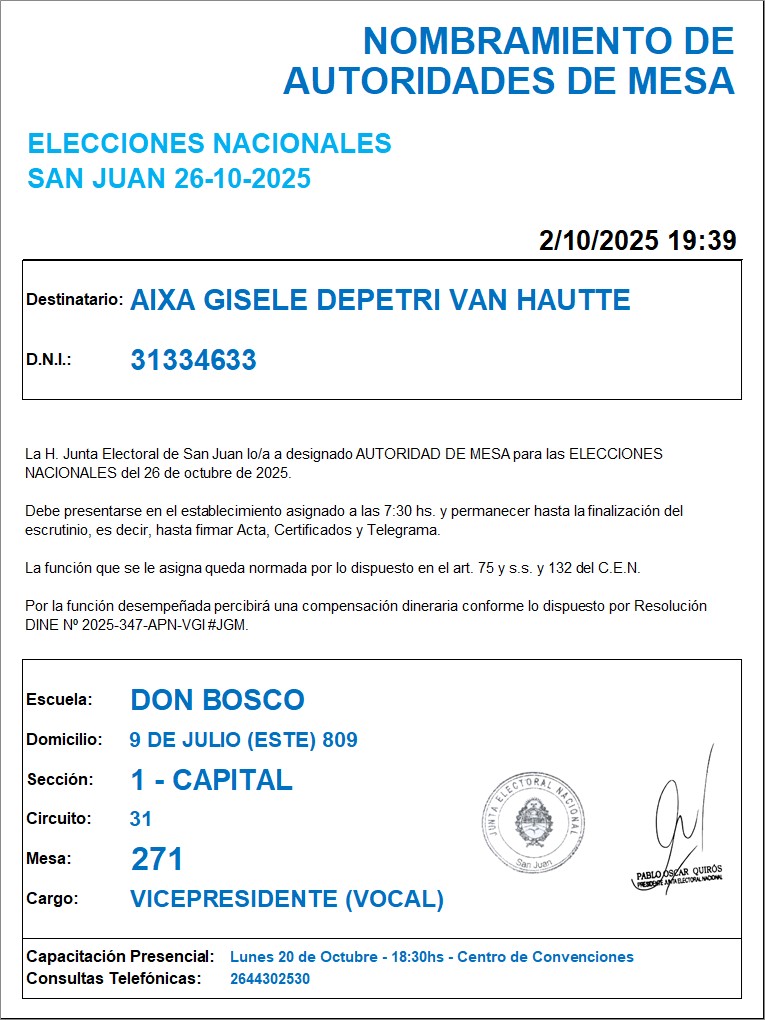 NOMBRAMIENTO DE
AUTORIDADES DE MESA
ELECCIONES NACIONALES
SAN JUAN 26-10-2025
2/10/2025 19:39
Destinatario: AIXA GISELE DEPETRI VAN HAUTTE
D.N.I.: 31334633
La H. Junta Electoral de San Juan lo/a a designado AUTORIDAD DE MESA para las ELECCIONES
NACIONALES del 26 de octubre de 2025.
Debe presentarse en el establecimiento asignado a las 7:30 hs. y permanecer hasta la finalización del
escrutinio, es decir, hasta firmar Acta, Certificados y Telegrama.
La función que se le asigna queda normada por lo dispuesto en el art. 75 y s.s. y 132 del C.E.N.
Por la función desempeñada percibirá una compensación dineraria conforme lo dispuesto por Resolución
DINE Nº 2025-347-APN-VGI#JGM.
Escuela: DON BOSCO
Domicilio: 9 DE JULIO (ESTE) 809
Sección: 1 - CAPITAL
Circuito: 31
Mesa: 271
Cargo: VICEPRESIDENTE (VOCAL)
JUNTA ELECTORAL NACIONAL
San Juan
PABLO OSCAR QUIRÓS
PRESIDENTE JUNTA ELECTORAL NACIONAL
Capacitación Presencial: Lunes 20 de Octubre - 18:30hs - Centro de Convenciones
Consultas Telefónicas: 2644302530